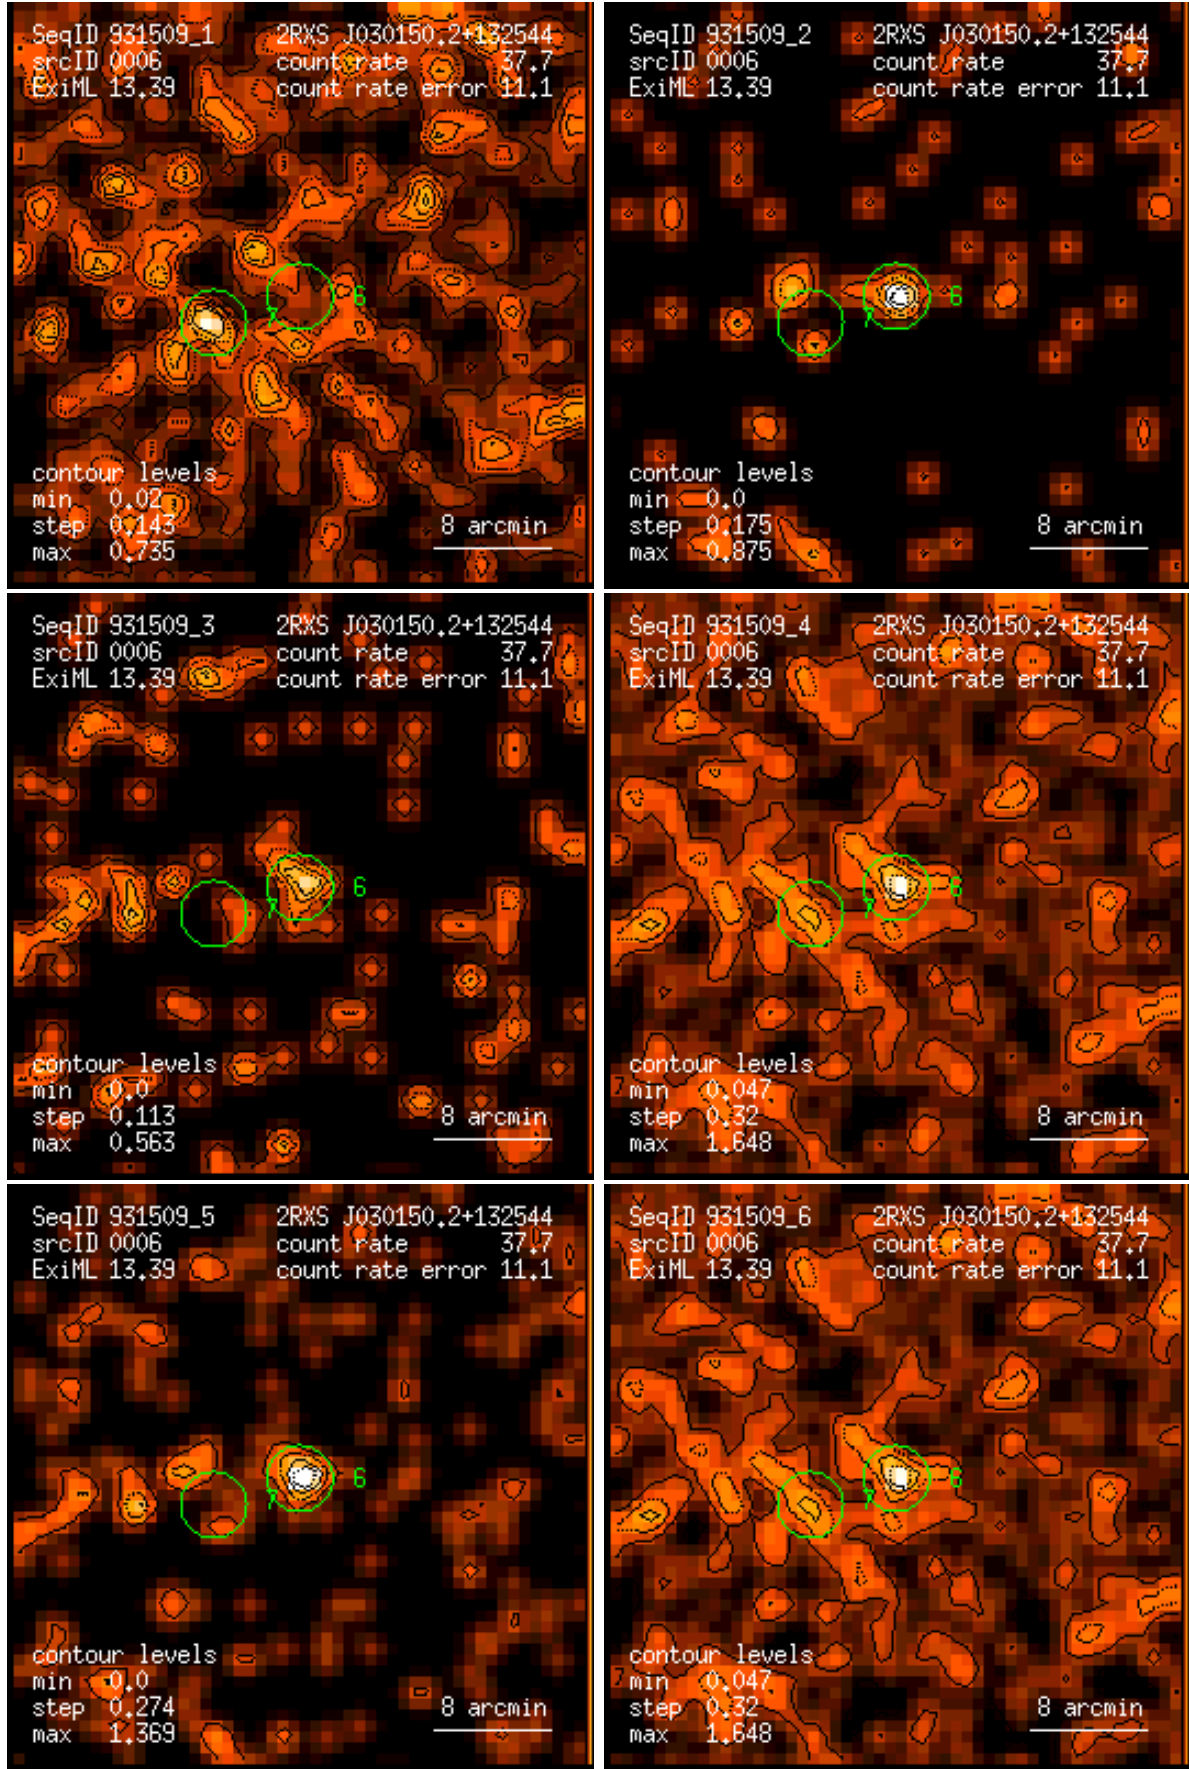 SeqID 931509_1 2RXS J030150.2+132544
srcID 0006 count rate 37.7
ExiML 13.39 count rate error 11.1
6
7
contour levels
min 0.02
step 0.143 8 arcmin
max 0.735
SeqID 931509_2 2RXS J030150.2+132544
srcID 0006 count rate 37.7
ExiML 13.39 count rate error 11.1
6
7
contour levels
min 0.0
step 0.175 8 arcmin
max 0.875
SeqID 931509_3 2RXS J030150.2+132544
srcID 0006 count rate 37.7
ExiML 13.39 count rate error 11.1
6
7
contour levels
min 0.0
step 0.113 8 arcmin
max 0.563
SeqID 931509_4 2RXS J030150.2+132544
srcID 0006 count rate 37.7
ExiML 13.39 count rate error 11.1
6
7
contour levels
min 0.047
step 0.32 8 arcmin
max 1.648
SeqID 931509_5 2RXS J030150.2+132544
srcID 0006 count rate 37.7
ExiML 13.39 count rate error 11.1
6
7
contour levels
min 0.0
step 0.274 8 arcmin
max 1.369
SeqID 931509_6 2RXS J030150.2+132544
srcID 0006 count rate 37.7
ExiML 13.39 count rate error 11.1
6
7
contour levels
min 0.047
step 0.32 8 arcmin
max 1.648